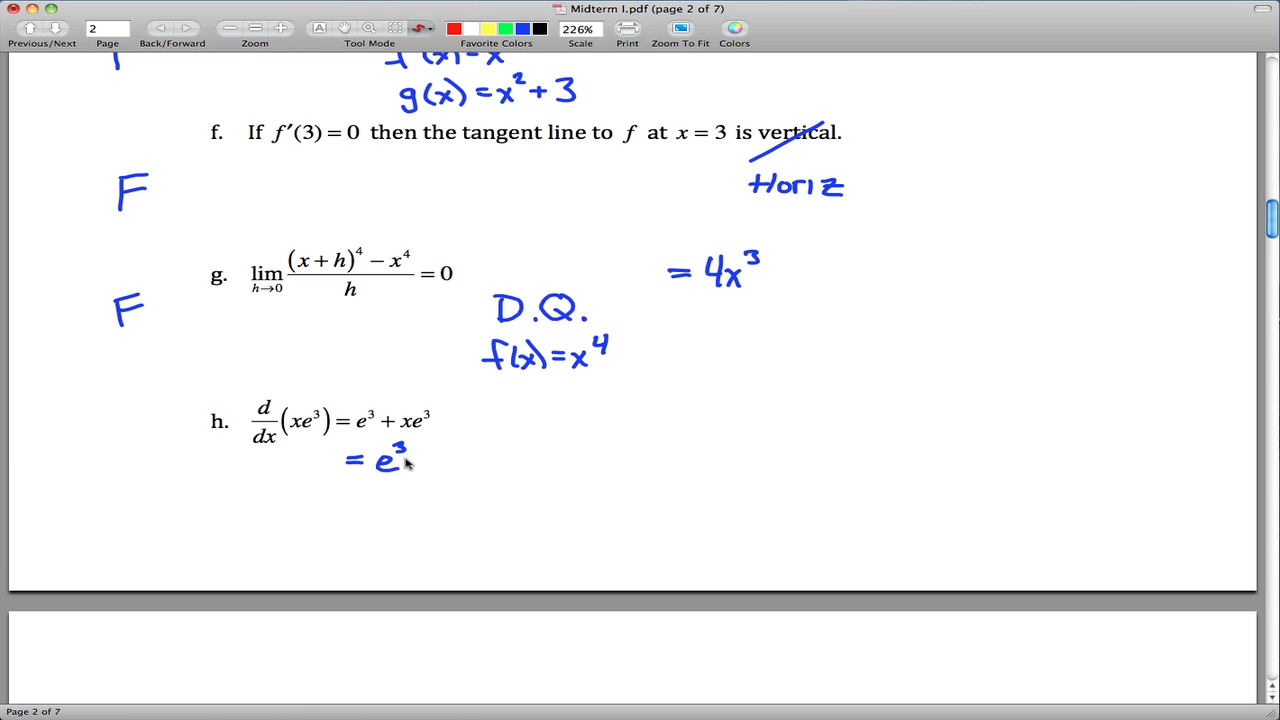 Midterm I.pdf (page 2 of 7)
2
226%
Previous/Next Page Back/Forward Zoom Tool Mode Favorite Colors Scale Print Zoom To Fit Colors
F
f(x) = x
g(x) = x² + 3
f. If f′(3) = 0 then the tangent line to f at x = 3 is vertical.
F
Horiz
g. lim h→0 ((x + h)⁴ − x⁴)/h = 0
= 4x³
F
D.Q.
f(x) = x⁴
h. d/dx (xe³) = e³ + xe³
= e³
Page 2 of 7